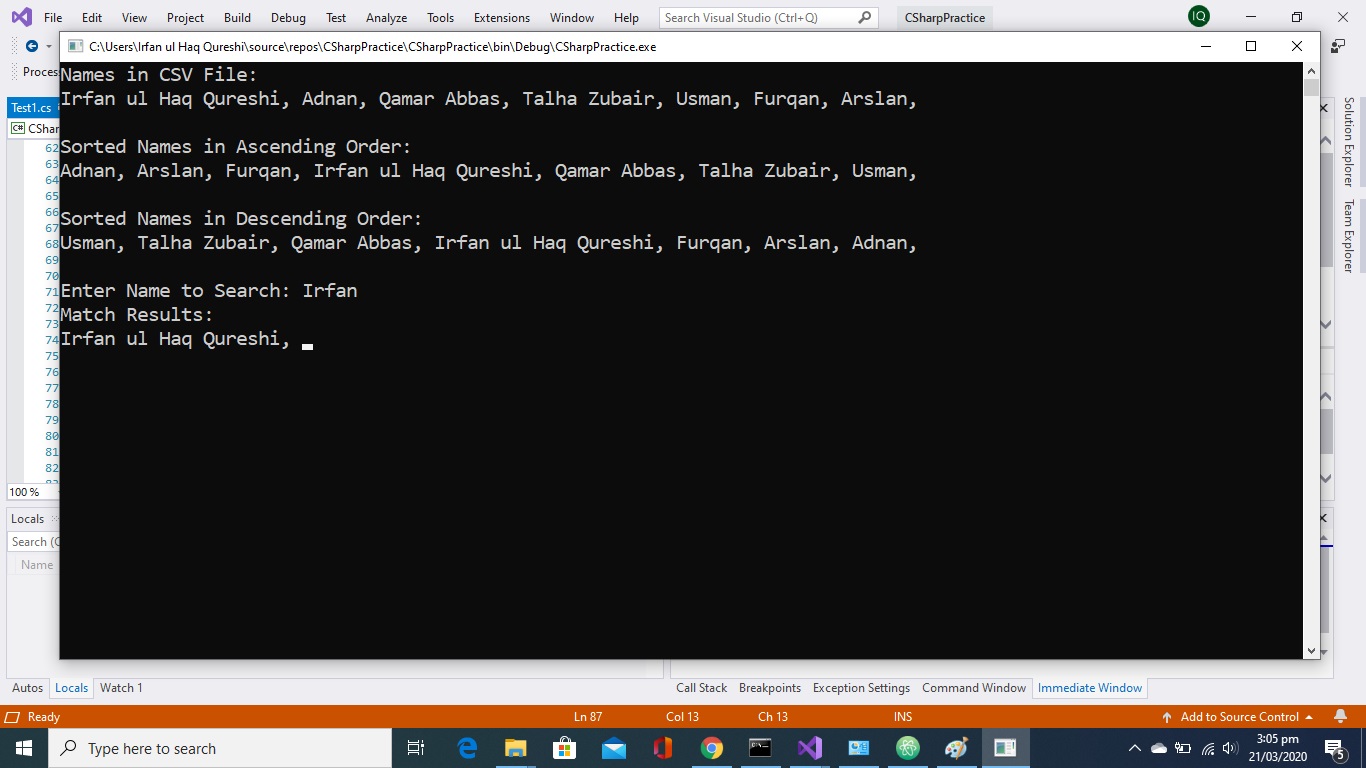 File Edit View Project Build Debug Test Analyze Tools Extensions Window Help Search Visual Studio (Ctrl+Q) CSharpPractice IQ
C:\Users\Irfan ul Haq Qureshi\source\repos\CSharpPractice\CSharpPractice\bin\Debug\CSharpPractice.exe
Proces
Names in CSV File:
Irfan ul Haq Qureshi, Adnan, Qamar Abbas, Talha Zubair, Usman, Furqan, Arslan,
Sorted Names in Ascending Order:
Adnan, Arslan, Furqan, Irfan ul Haq Qureshi, Qamar Abbas, Talha Zubair, Usman,
Sorted Names in Descending Order:
Usman, Talha Zubair, Qamar Abbas, Irfan ul Haq Qureshi, Furqan, Arslan, Adnan,
Enter Name to Search: Irfan
Match Results:
Irfan ul Haq Qureshi,
Test1.cs
C# CShar
62
63
64
65
66
67
68
69
70
71
72
73
74
75
76
77
78
79
80
81
82
100 %
Solution Explorer
Team Explorer
Locals
Search (C
Name
Autos Locals Watch 1
Call Stack Breakpoints Exception Settings Command Window Immediate Window
Ready Ln 87 Col 13 Ch 13 INS Add to Source Control
Type here to search
3:05 pm
21/03/2020
5